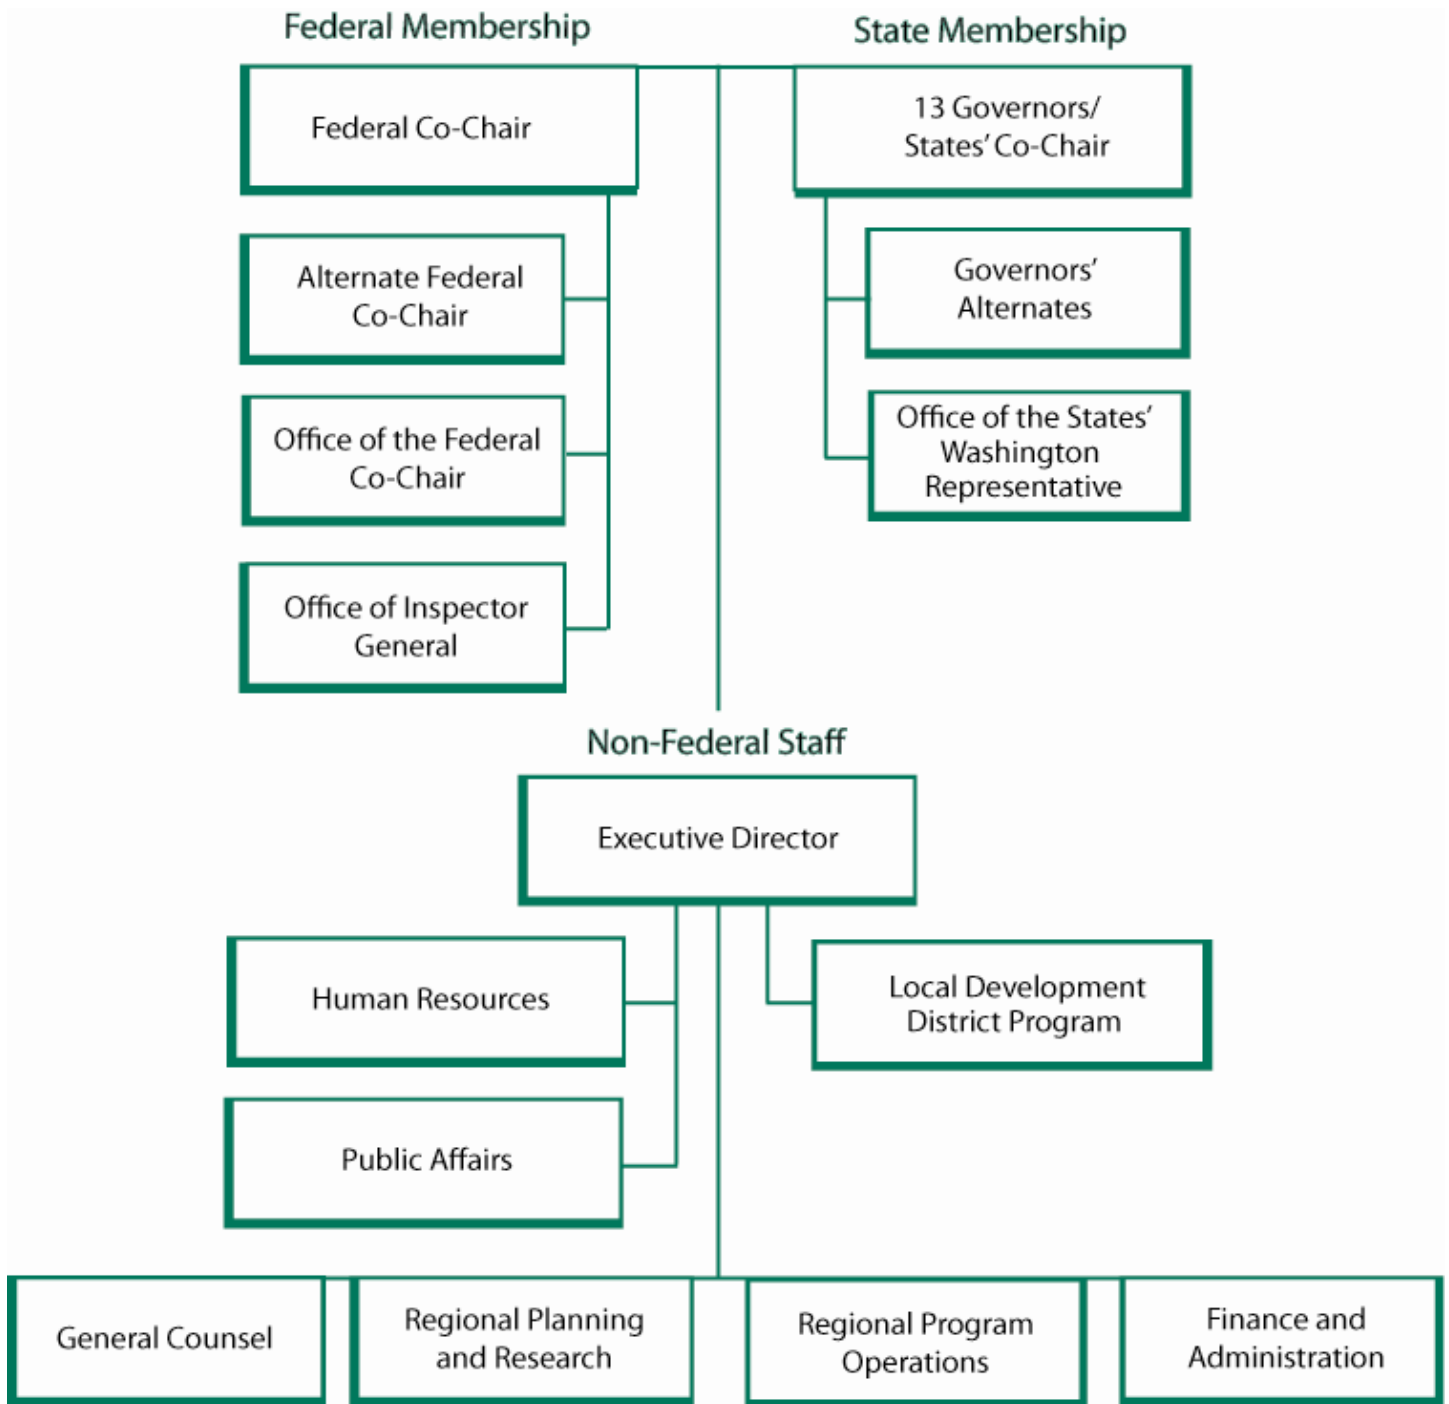 Federal Membership
State Membership
Federal Co-Chair
13 Governors/
States’ Co-Chair
Alternate Federal
Co-Chair
Governors’
Alternates
Office of the Federal
Co-Chair
Office of the States’
Washington
Representative
Office of Inspector
General
Non-Federal Staff
Executive Director
Human Resources
Local Development
District Program
Public Affairs
General Counsel
Regional Planning
and Research
Regional Program
Operations
Finance and
Administration